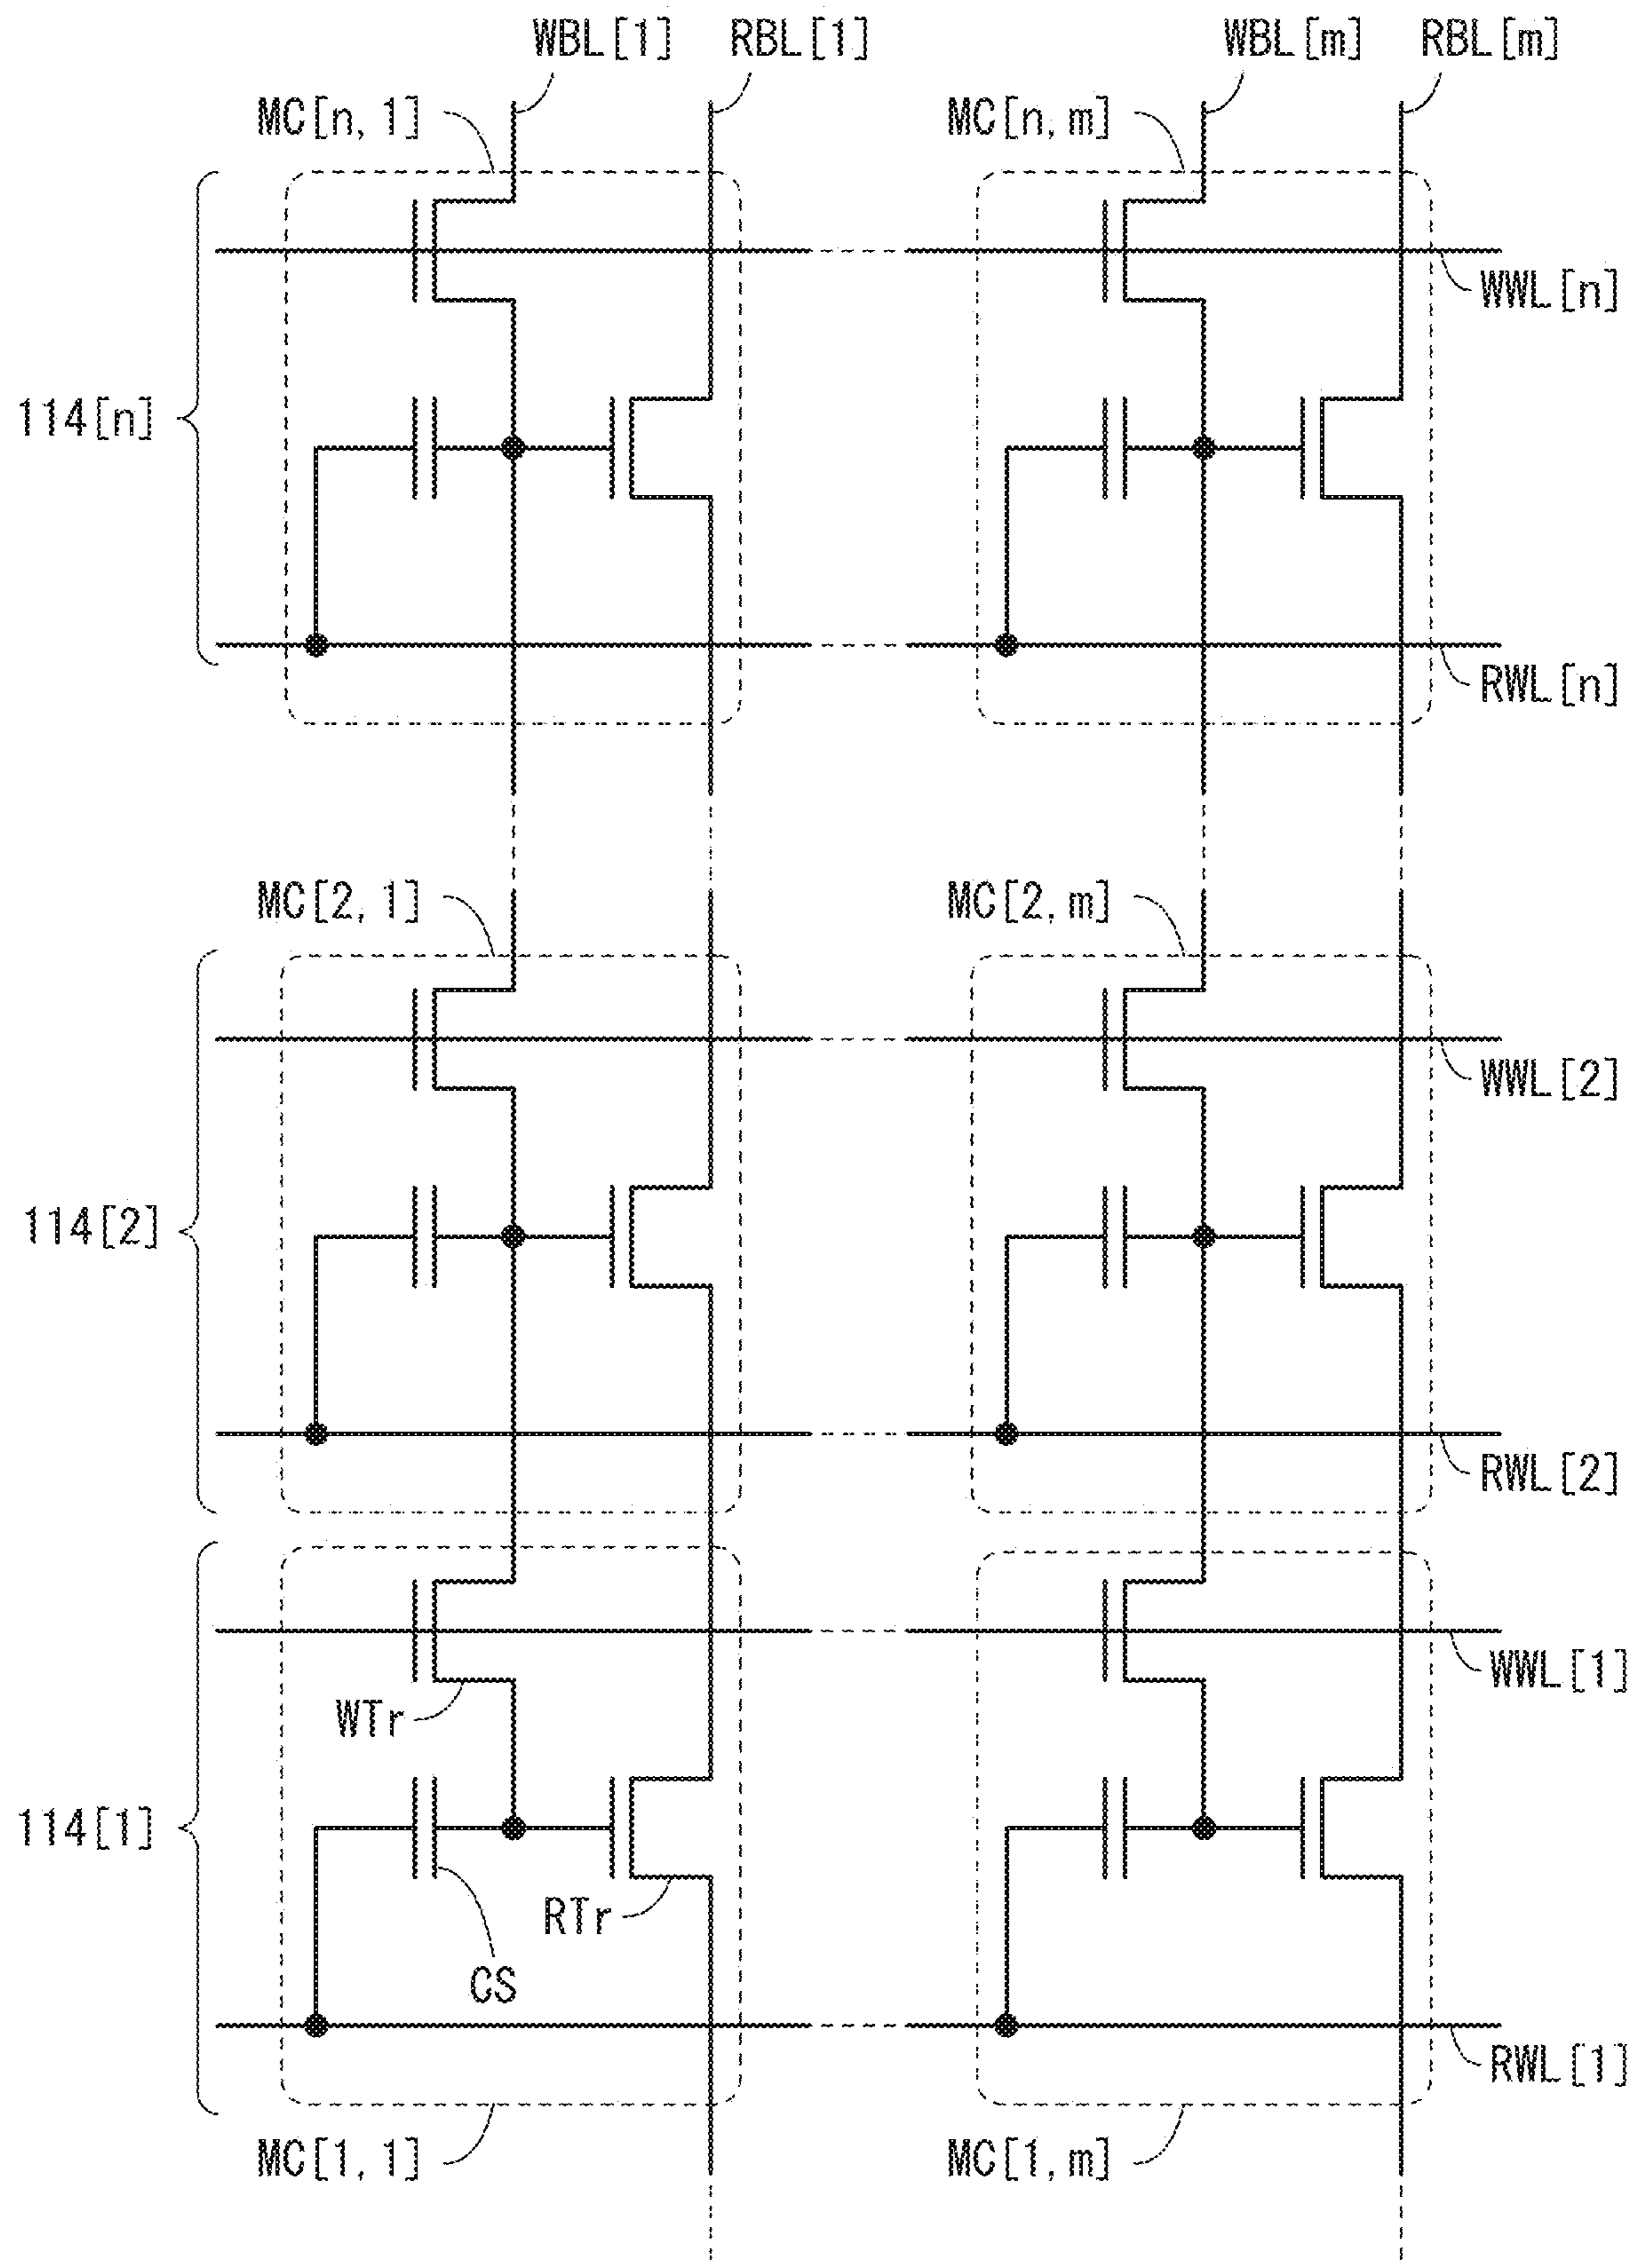 WBL[1] RBL[1] WBL[m] RBL[m]
MC[n,1] MC[n,m]
WWL[n]
114[n]
RWL[n]
MC[2,1] MC[2,m]
WWL[2]
114[2]
RWL[2]
WWL[1]
WTr
114[1]
RTr
CS
RWL[1]
MC[1,1] MC[1,m]